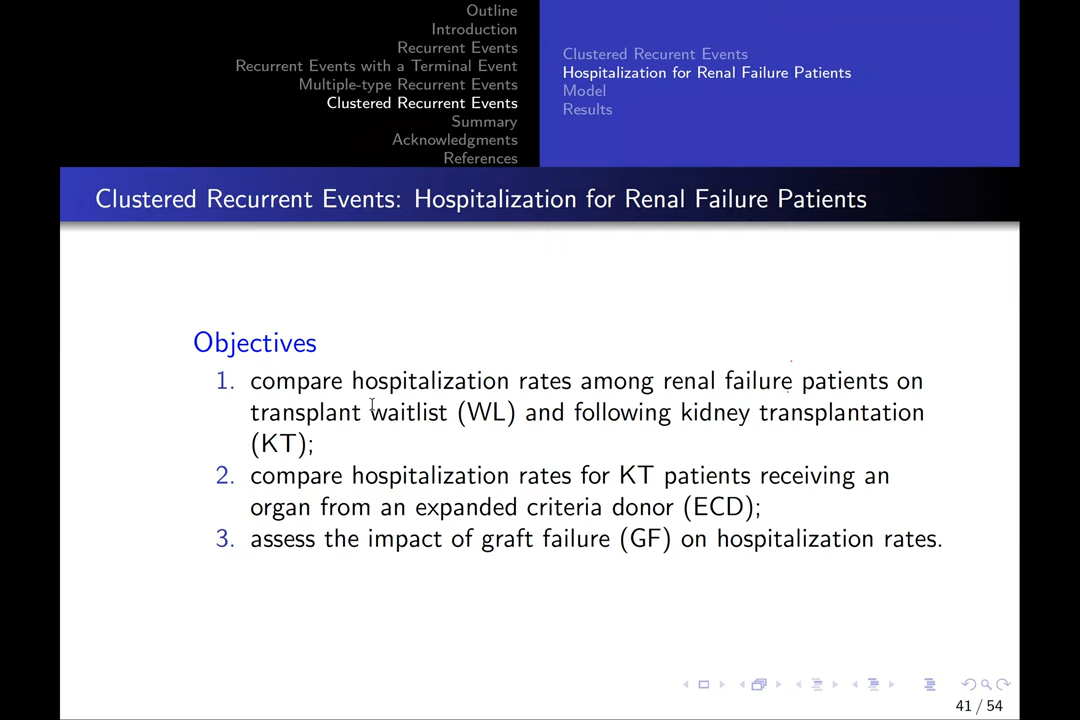 Outline
Introduction
Recurrent Events
Recurrent Events with a Terminal Event
Multiple-type Recurrent Events
Clustered Recurrent Events
Summary
Acknowledgments
References
Clustered Recurent Events
Hospitalization for Renal Failure Patients
Model
Results
Clustered Recurrent Events: Hospitalization for Renal Failure Patients
Objectives
1. compare hospitalization rates among renal failure patients on
transplant waitlist (WL) and following kidney transplantation
(KT);
2. compare hospitalization rates for KT patients receiving an
organ from an expanded criteria donor (ECD);
3. assess the impact of graft failure (GF) on hospitalization rates.
41 / 54